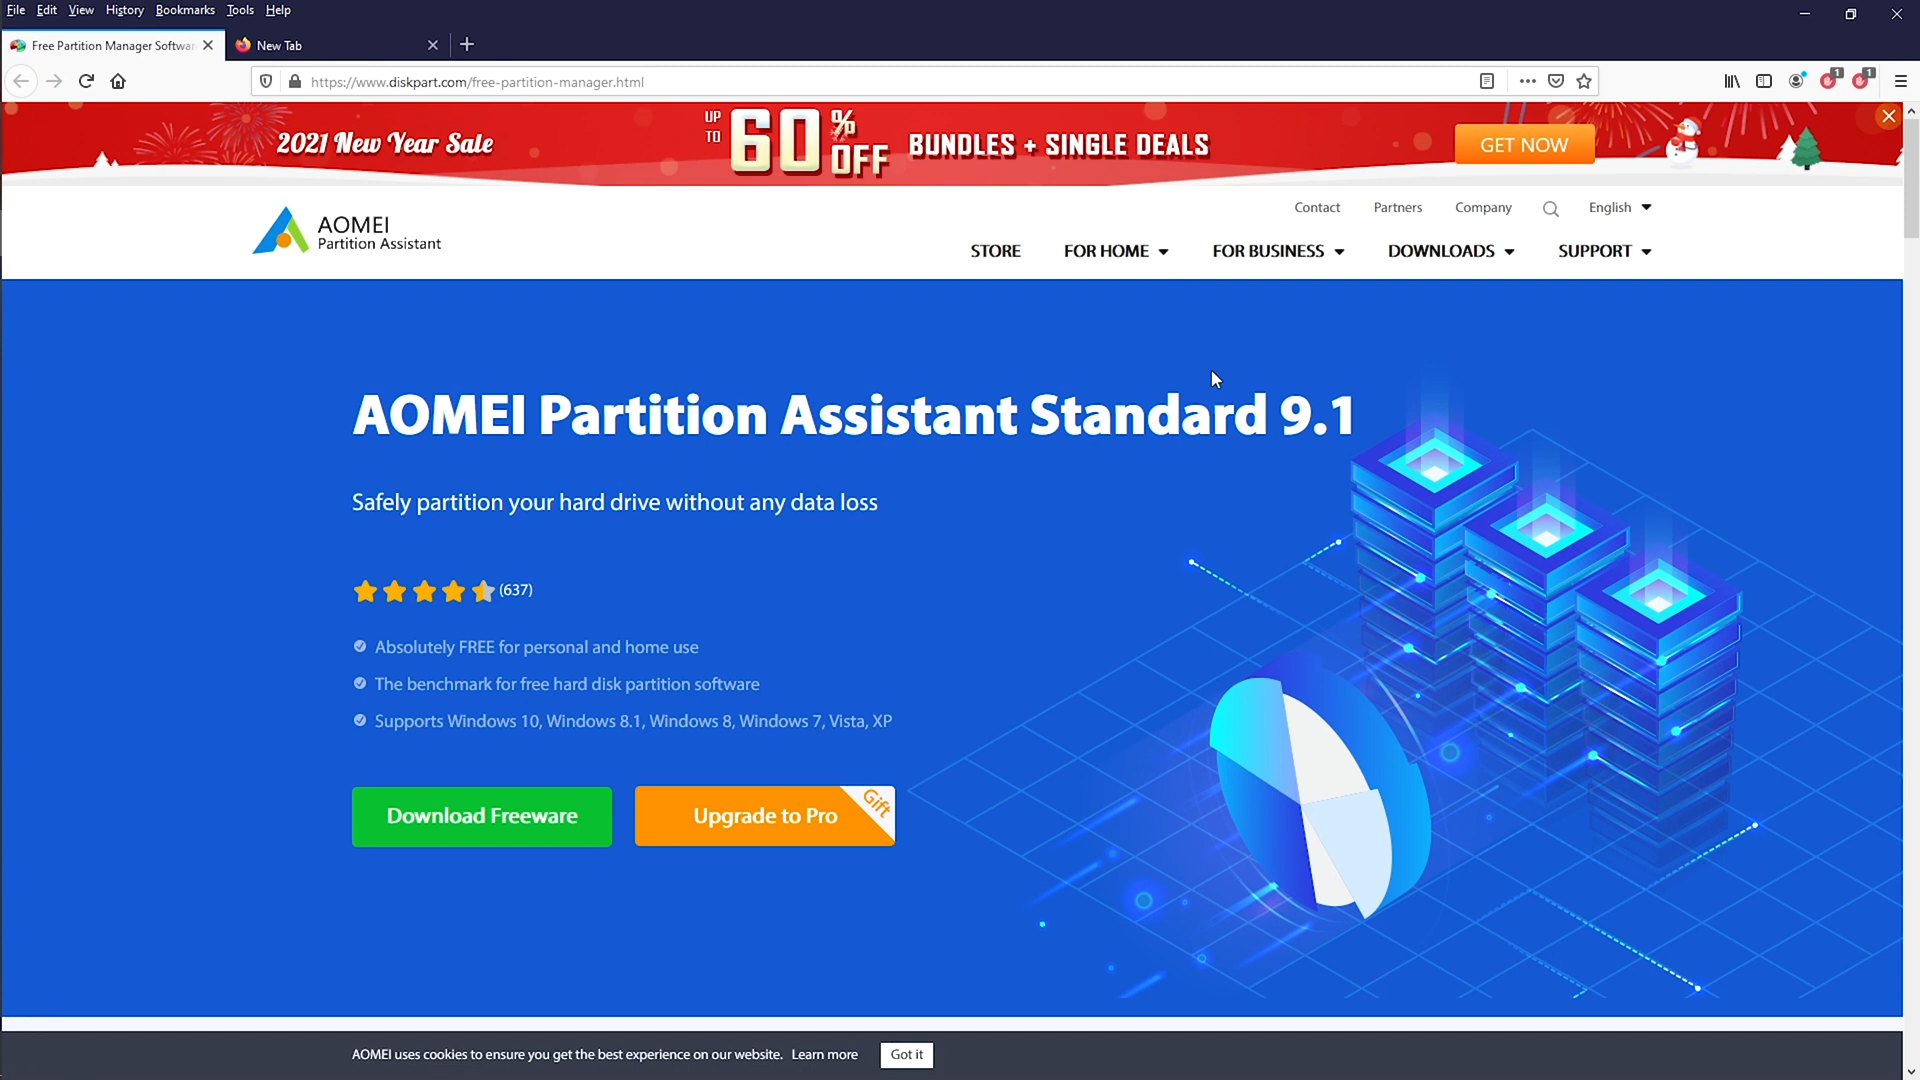 File Edit View History Bookmarks Tools Help
Free Partition Manager Softwar
New Tab
https://www.diskpart.com/free-partition-manager.html
1
1
2021 New Year Sale
UP TO 60% OFF
BUNDLES + SINGLE DEALS
GET NOW
AOMEI
Partition Assistant
Contact Partners Company English
STORE FOR HOME FOR BUSINESS DOWNLOADS SUPPORT
AOMEI Partition Assistant Standard 9.1
Safely partition your hard drive without any data loss
(637)
Absolutely FREE for personal and home use
The benchmark for free hard disk partition software
Supports Windows 10, Windows 8.1, Windows 8, Windows 7, Vista, XP
Download Freeware
Upgrade to Pro
Gift
AOMEI uses cookies to ensure you get the best experience on our website. Learn more
Got it